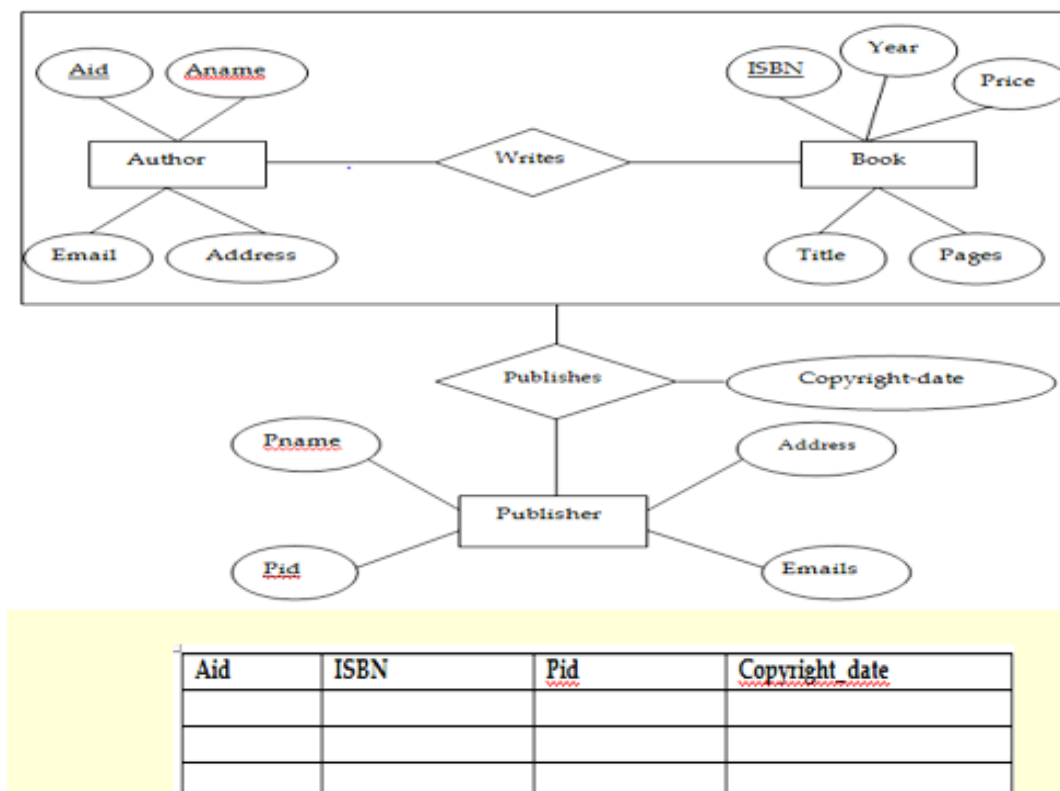 Year
Aid Aname ISBN Price
Author Writes Book
Email Address Title Pages
Publishes Copyright-date
Pname Address
Publisher
Pid Emails
Aid ISBN Pid Copyright_date